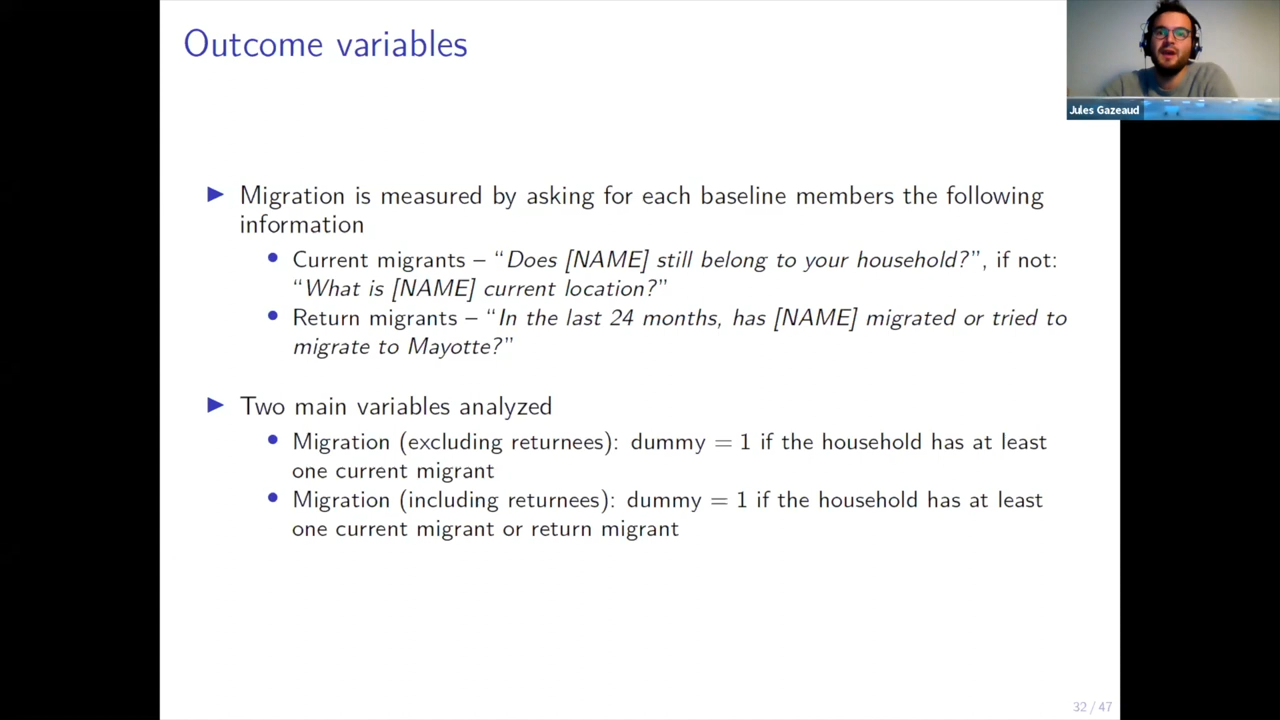 Outcome variables
Jules Gazeaud
▶ Migration is measured by asking for each baseline members the following
information
• Current migrants – “Does [NAME] still belong to your household?”, if not:
“What is [NAME] current location?”
• Return migrants – “In the last 24 months, has [NAME] migrated or tried to
migrate to Mayotte?”
▶ Two main variables analyzed
• Migration (excluding returnees): dummy = 1 if the household has at least
one current migrant
• Migration (including returnees): dummy = 1 if the household has at least
one current migrant or return migrant
32 / 47